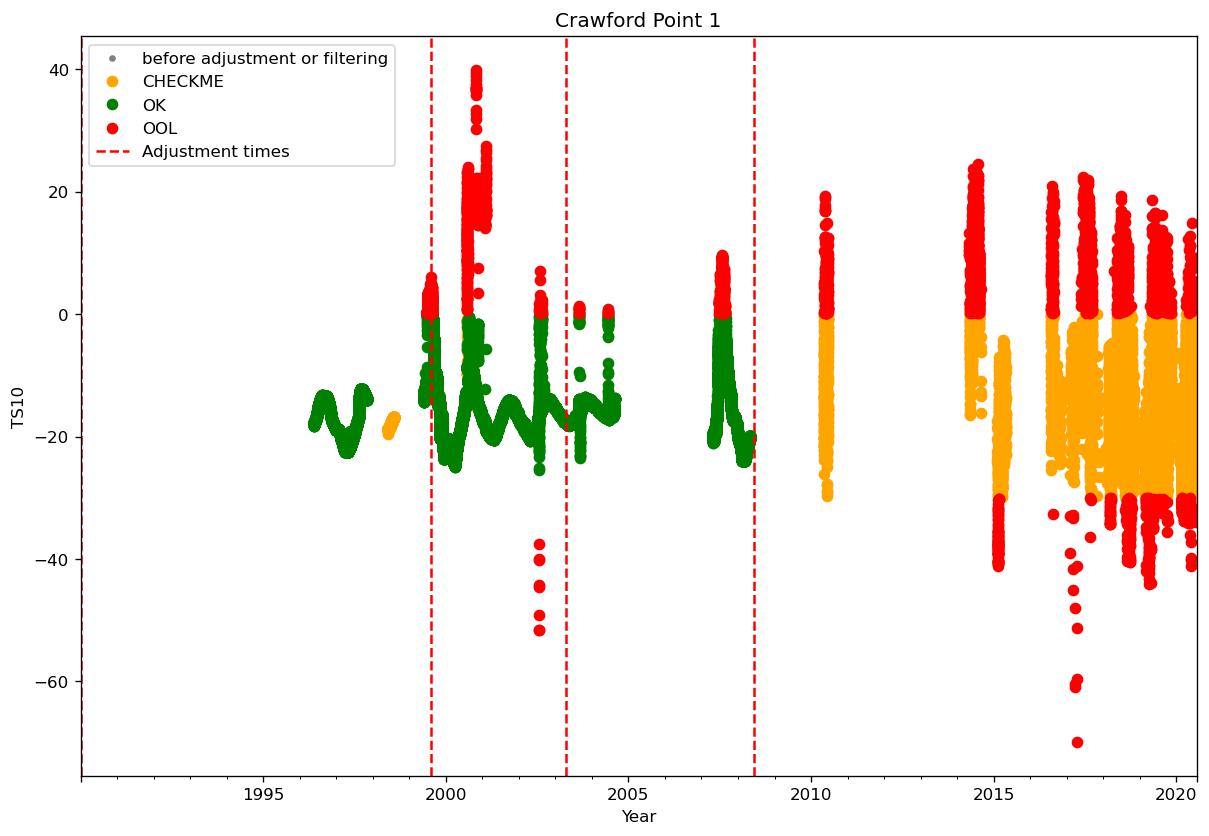 Crawford Point 1
before adjustment or filtering
CHECKME
OK
OOL
Adjustment times
40
20
0
−20
−40
−60
TS10
1995
2000
2005
2010
2015
2020
Year